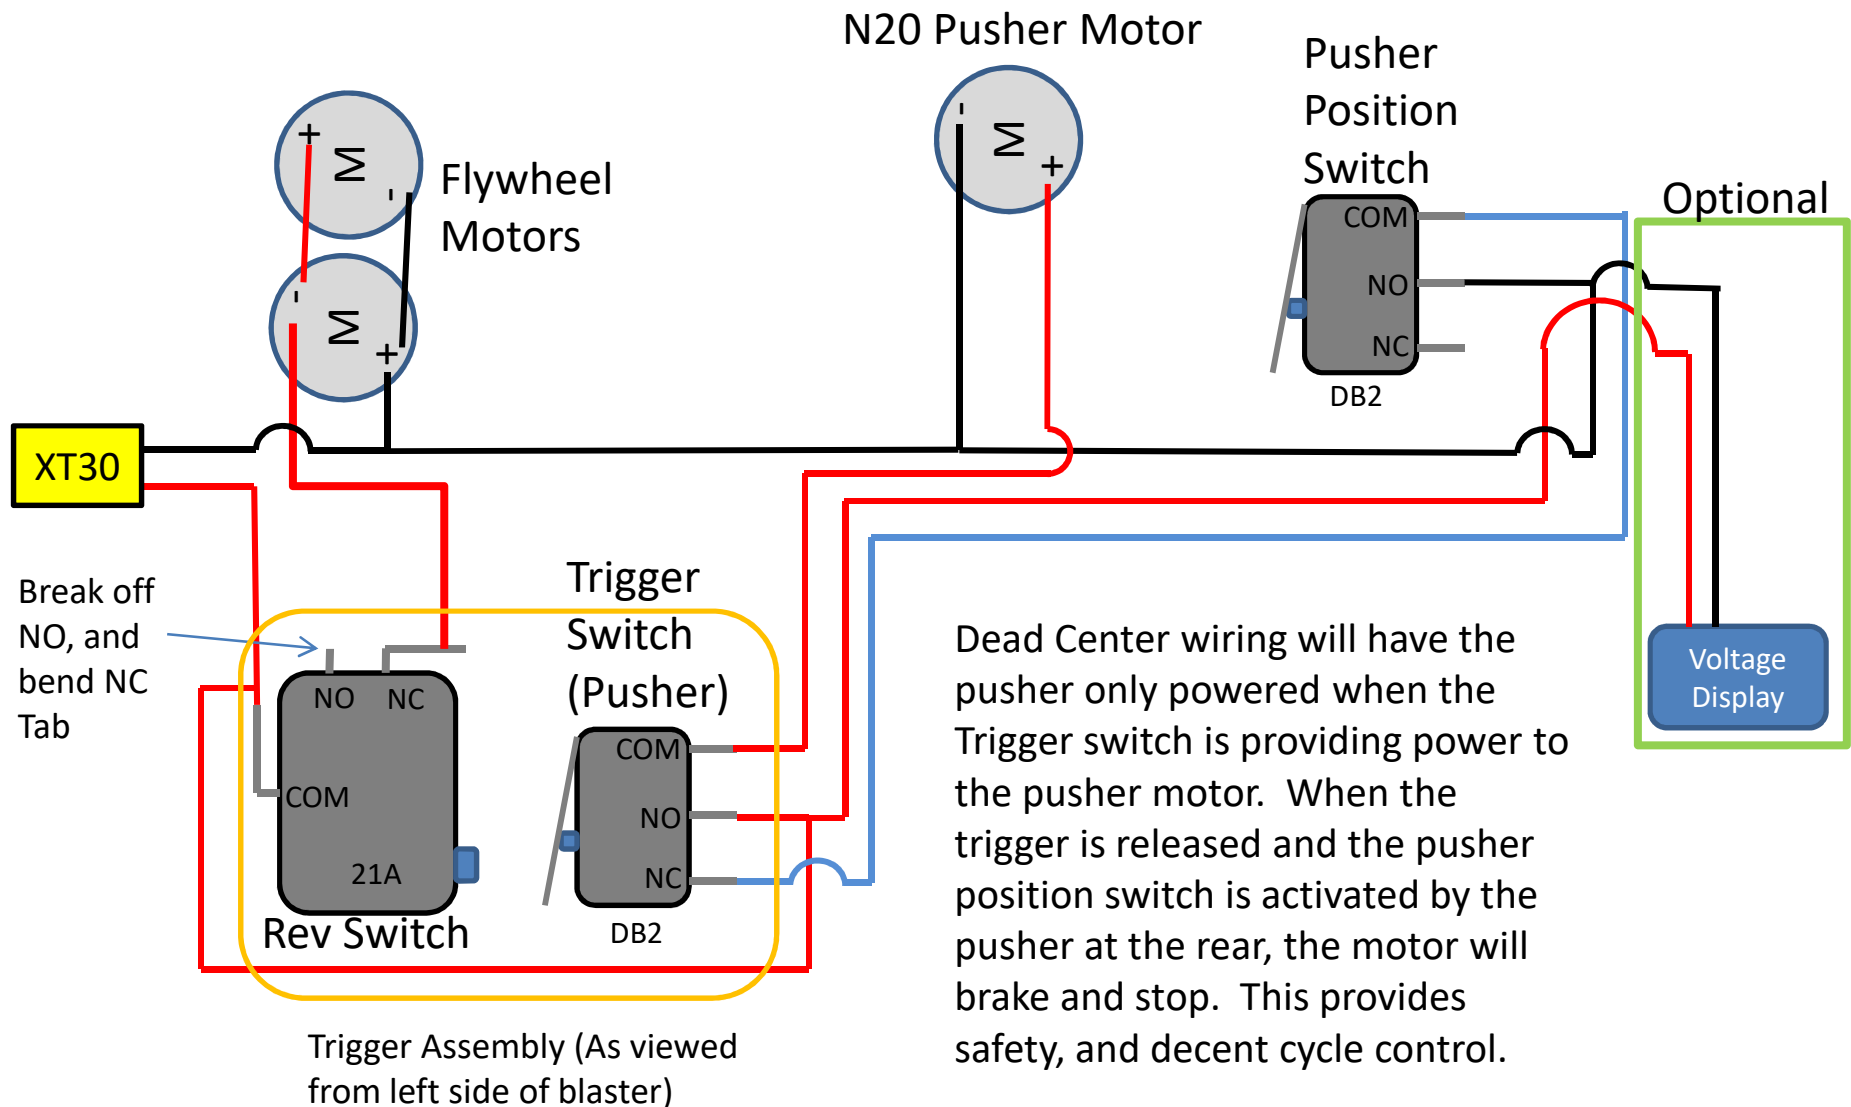 N20 Pusher Motor
Pusher
Position
Switch
Optional
+
M
-
Flywheel
Motors
-
M
+
-
M
+
COM
NO
NC
DB2
XT30
Break off
NO, and
bend NC
Tab
Trigger
Switch
(Pusher)
NO NC
COM
21A
Rev Switch
COM
NO
NC
DB2
Voltage
Display
Dead Center wiring will have the
pusher only powered when the
Trigger switch is providing power to
the pusher motor. When the
trigger is released and the pusher
position switch is activated by the
pusher at the rear, the motor will
brake and stop. This provides
safety, and decent cycle control.
Trigger Assembly (As viewed
from left side of blaster)